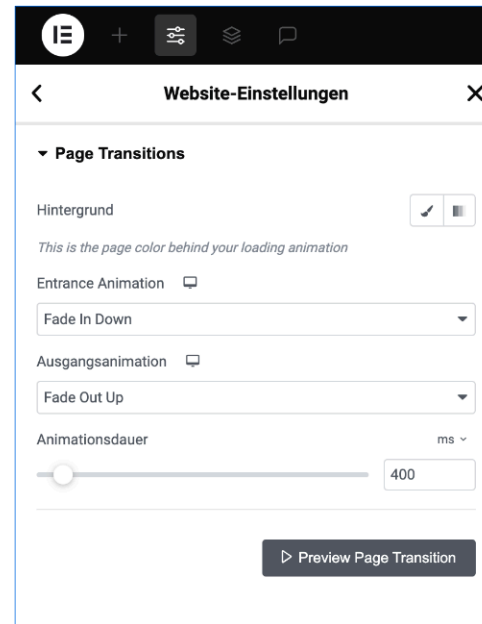 Website-Einstellungen
Page Transitions
Hintergrund
This is the page color behind your loading animation
Entrance Animation
Fade In Down
Ausgangsanimation
Fade Out Up
Animationsdauer
ms
400
Preview Page Transition